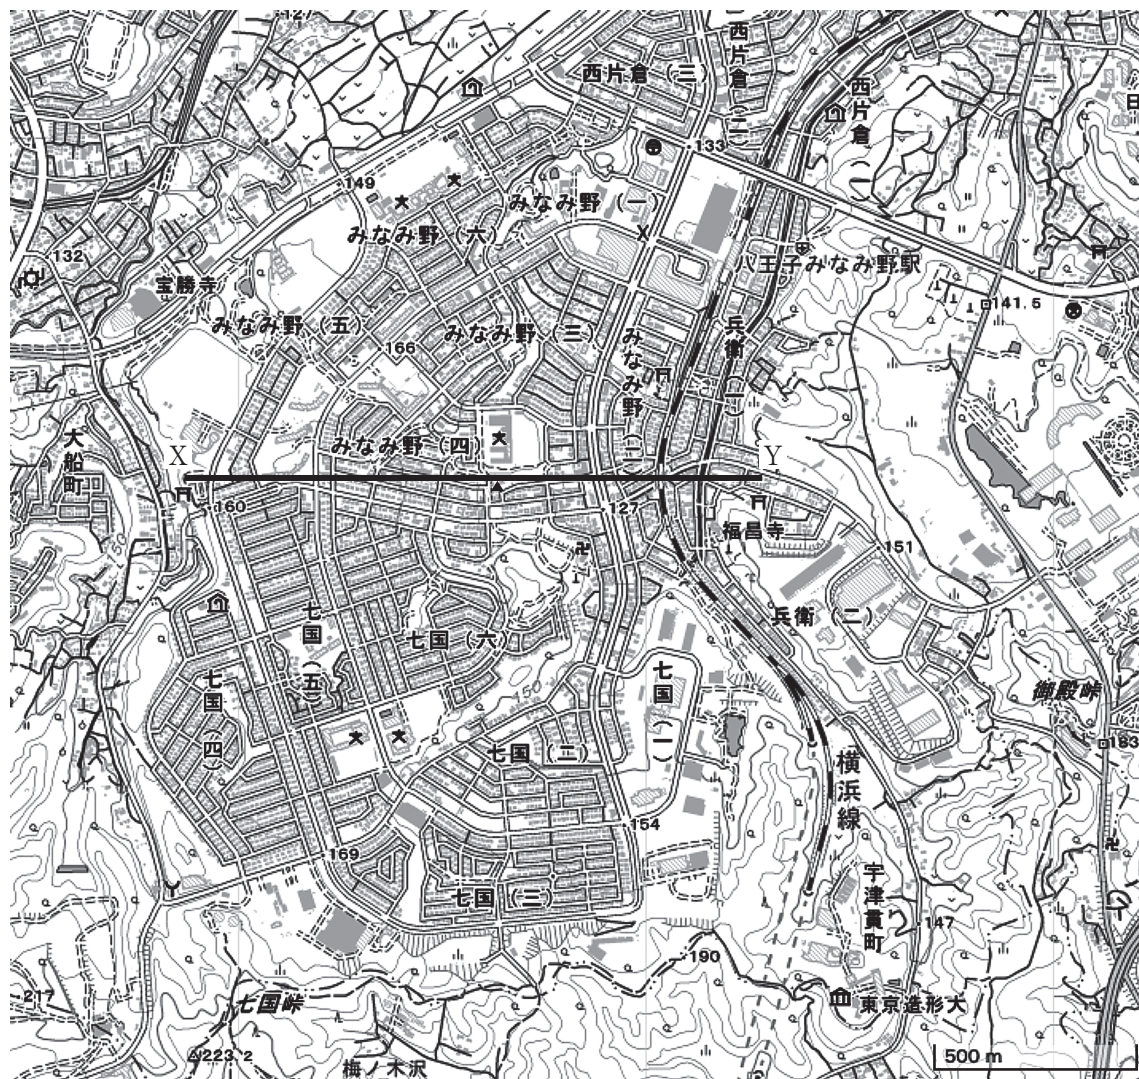 127
西片倉(三)
西片倉(二)
西片倉
133
149
みなみ野(一)
みなみ野(六)
132
八王子みなみ野駅
宝勝寺
141.5
みなみ野(五)
みなみ野(三)
兵衛(一)
166
みなみ野(二)
大船町
みなみ野(四)
X
Y
160
127
福昌寺
151
150
七国(五)
七国(六)
兵衛(二)
七国(一)
御殿峠
七国(四)
150
183
七国(二)
横浜線
154
169
宇津貫町
七国(三)
147
190
217
七国峠
東京造形大
223.2
梅ノ木沢
500 m